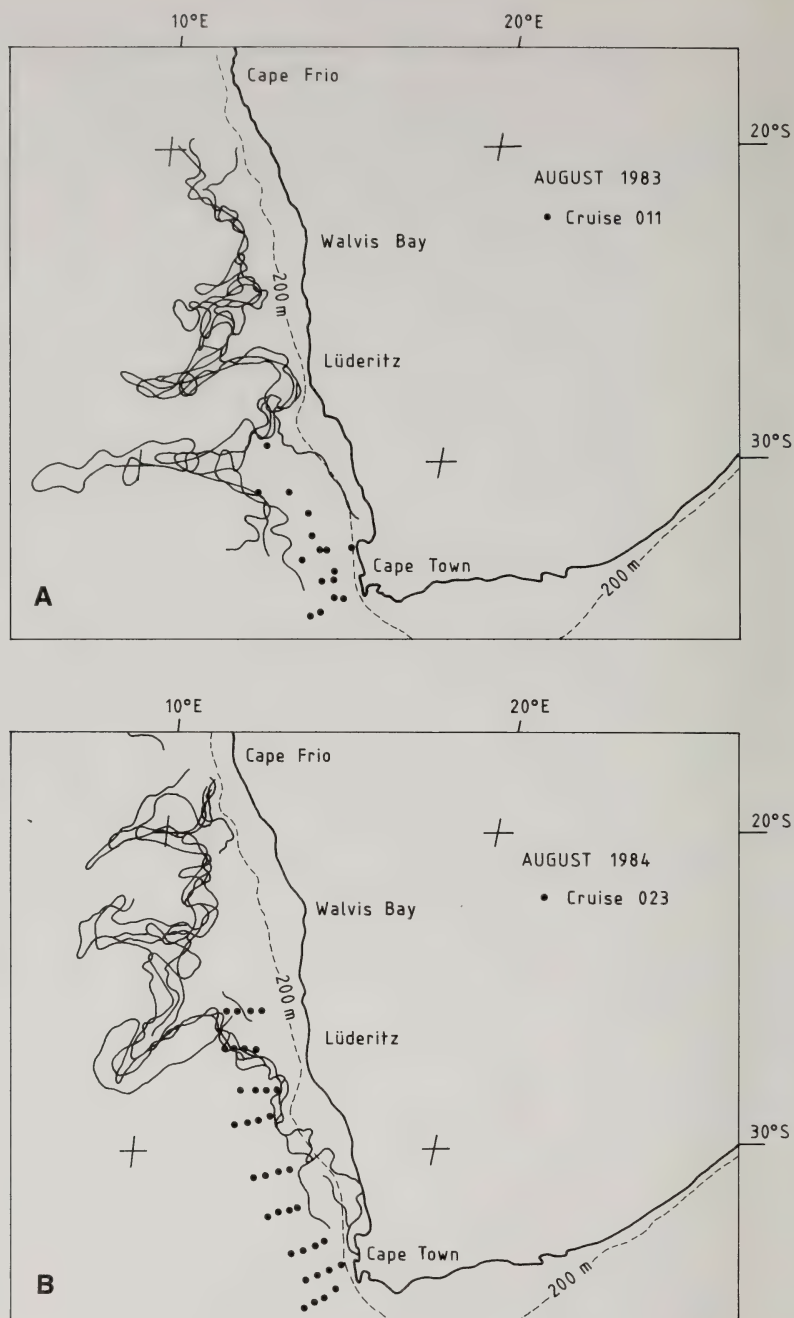 10°E 20°E
Cape Frio
20°S
AUGUST 1983
• Cruise 011
Walvis Bay
200 m
Lüderitz
30°S
Cape Town
200 m
A
10°E 20°E
Cape Frio
20°S
AUGUST 1984
• Cruise 023
Walvis Bay
200 m
Lüderitz
30°S
Cape Town
200 m
B